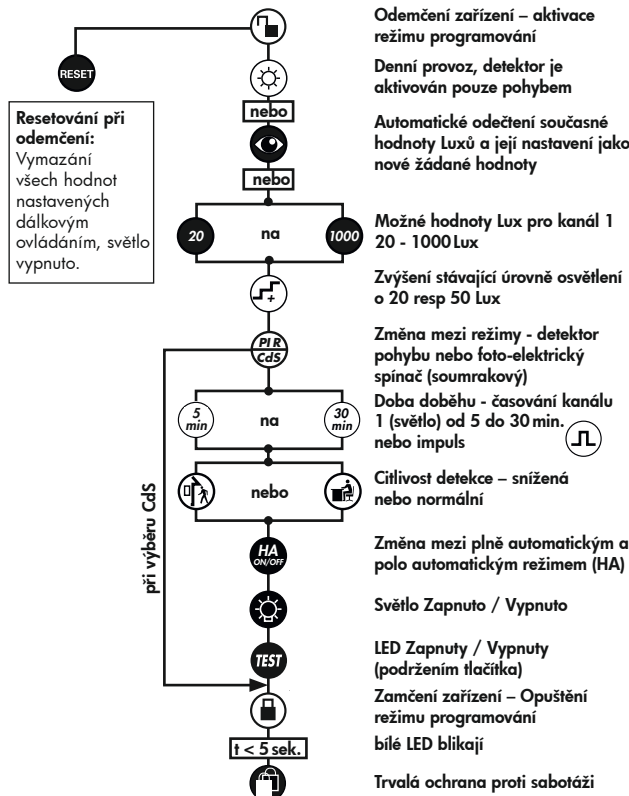 Odemčení zařízení – aktivace
režimu programování
RESET
Denní provoz, detektor je
aktivován pouze pohybem
Resetování při
odemčení:
Vymazání
všech hodnot
nastavených
dálkovým
ovládáním, světlo
vypnuto.
nebo
Automatické odečtení současné
hodnoty Luxů a její nastavení jako
nové žádané hodnoty
nebo
20
na
1000
Možné hodnoty Lux pro kanál 1
20 - 1000 Lux
+
Zvýšení stávající úrovně osvětlení
o 20 resp 50 Lux
PIR
CdS
Změna mezi režimy - detektor
pohybu nebo foto-elektrický
spínač (soumrakový)
5
min
na
30
min
Doba doběhu - časování kanálu
1 (světlo) od 5 do 30 min.
nebo impuls
nebo
Citlivost detekce – snížená
nebo normální
při výběru CdS
HA
ON/OFF
Změna mezi plně automatickým a
polo automatickým režimem (HA)
Světlo Zapnuto / Vypnuto
TEST
LED Zapnuty / Vypnuty
(podržením tlačítka)
Zamčení zařízení – Opuštění
režimu programování
t < 5 sek.
bílé LED blikají
Trvalá ochrana proti sabotáži